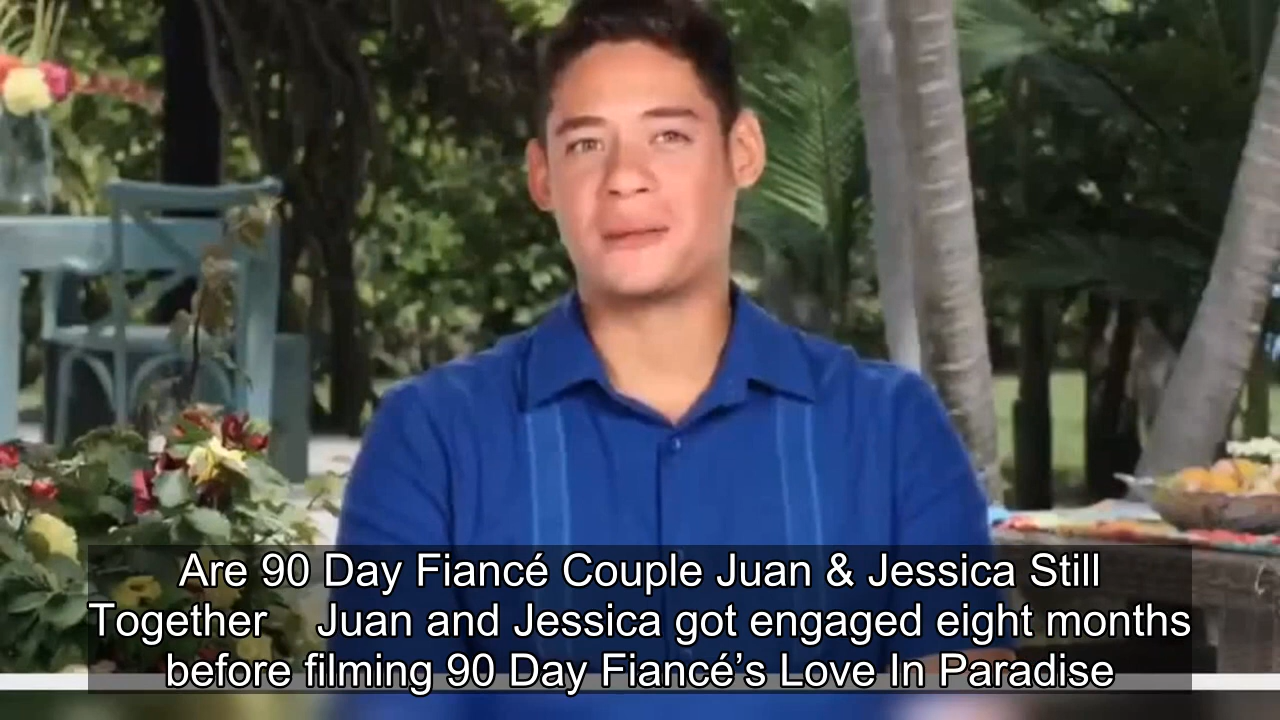 Are 90 Day Fiancé Couple Juan & Jessica Still
Together    Juan and Jessica got engaged eight months
before filming 90 Day Fiancé’s Love In Paradise